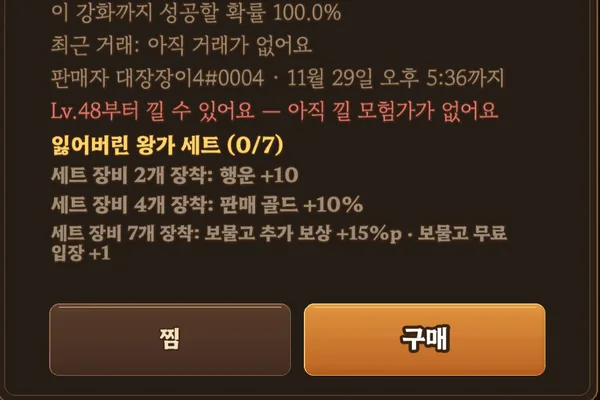 이 강화까지 성공할 확률 100.0%
최근 거래: 아직 거래가 없어요
판매자 대장장이4#0004 · 11월 29일 오후 5:36까지
Lv.48부터 낄 수 있어요 — 아직 낄 모험가가 없어요
잃어버린 왕가 세트 (0/7)
세트 장비 2개 장착: 행운 +10
세트 장비 4개 장착: 판매 골드 +10%
세트 장비 7개 장착: 보물고 추가 보상 +15%p · 보물고 무료
입장 +1
찜
구매